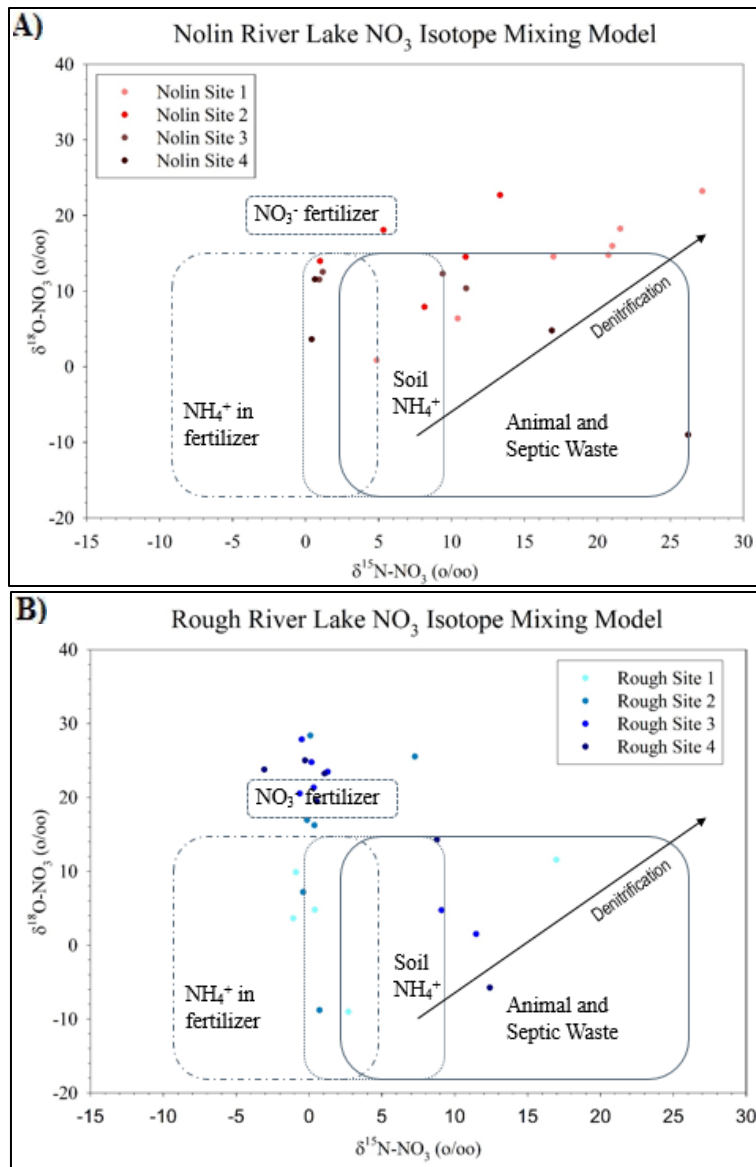 A)
Nolin River Lake NO₃ Isotope Mixing Model
40
30
20
10
0
-10
-20
Nolin Site 1
Nolin Site 2
Nolin Site 3
Nolin Site 4
NO₃⁻ fertilizer
NH₄⁺ in
fertilizer
Soil
NH₄⁺
Animal and
Septic Waste
Denitrification
δ¹⁸O-NO₃ (o/oo)
-15 -10 -5 0 5 10 15 20 25 30
δ¹⁵N-NO₃ (o/oo)
B)
Rough River Lake NO₃ Isotope Mixing Model
40
30
20
10
0
-10
-20
Rough Site 1
Rough Site 2
Rough Site 3
Rough Site 4
NO₃⁻ fertilizer
NH₄⁺ in
fertilizer
Soil
NH₄⁺
Animal and
Septic Waste
Denitrification
δ¹⁸O-NO₃ (o/oo)
-15 -10 -5 0 5 10 15 20 25 30
δ¹⁵N-NO₃ (o/oo)